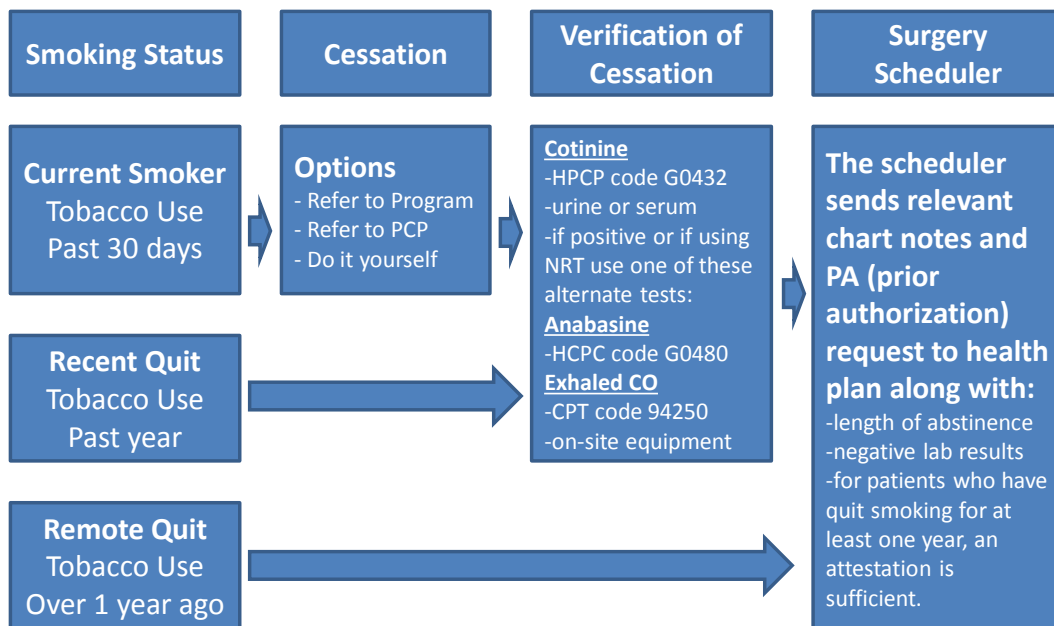 Smoking Status
Cessation
Verification of
Cessation
Surgery
Scheduler
Current Smoker
Tobacco Use
Past 30 days
Options
- Refer to Program
- Refer to PCP
- Do it yourself
Cotinine
-HPCP code G0432
-urine or serum
-if positive or if using
NRT use one of these
alternate tests:
Anabasine
-HCPC code G0480
Exhaled CO
-CPT code 94250
-on-site equipment
The scheduler
sends relevant
chart notes and
PA (prior
authorization)
request to health
plan along with:
-length of abstinence
-negative lab results
-for patients who have
quit smoking for at
least one year, an
attestation is
sufficient.
Recent Quit
Tobacco Use
Past year
Remote Quit
Tobacco Use
Over 1 year ago